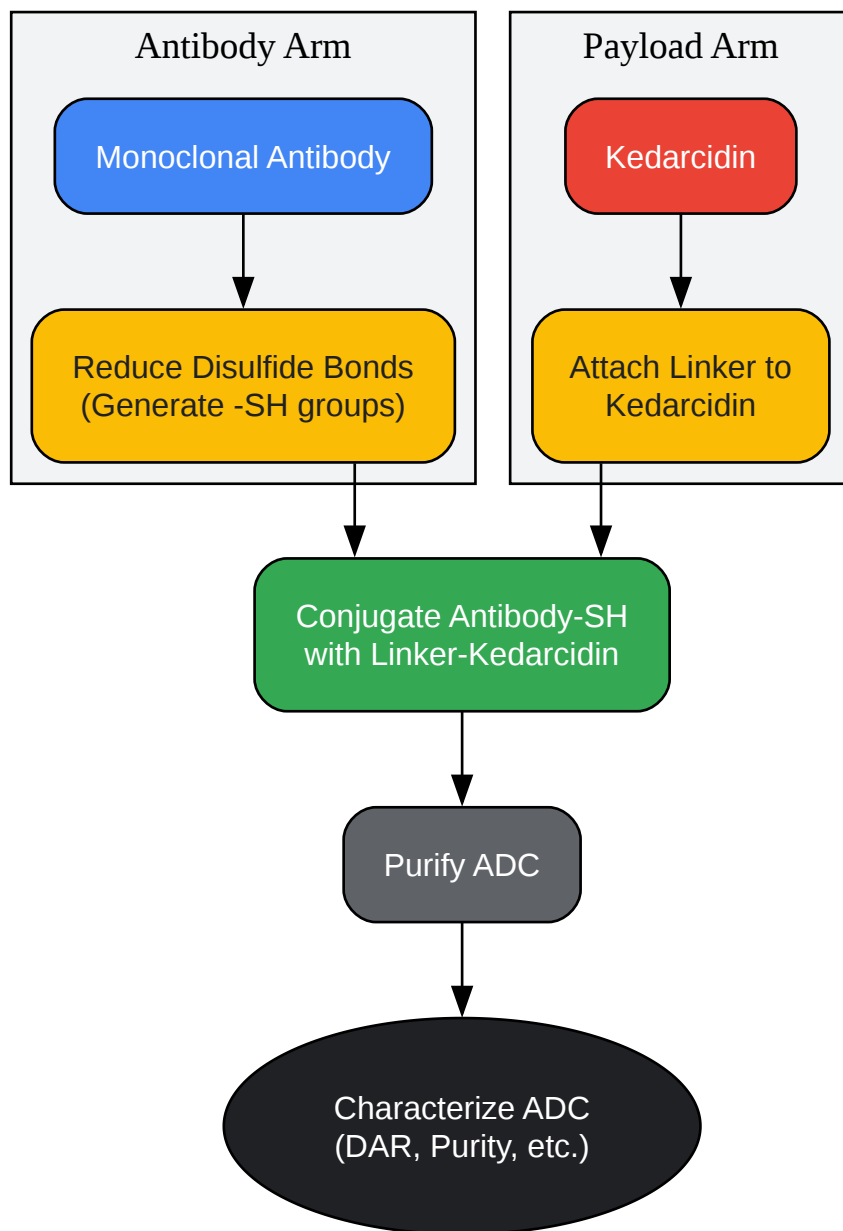 Antibody Arm
Monoclonal Antibody
Reduce Disulfide Bonds
(Generate -SH groups)
Payload Arm
Kedarcidin
Attach Linker to
Kedarcidin
Conjugate Antibody-SH
with Linker-Kedarcidin
Purify ADC
Characterize ADC
(DAR, Purity, etc.)